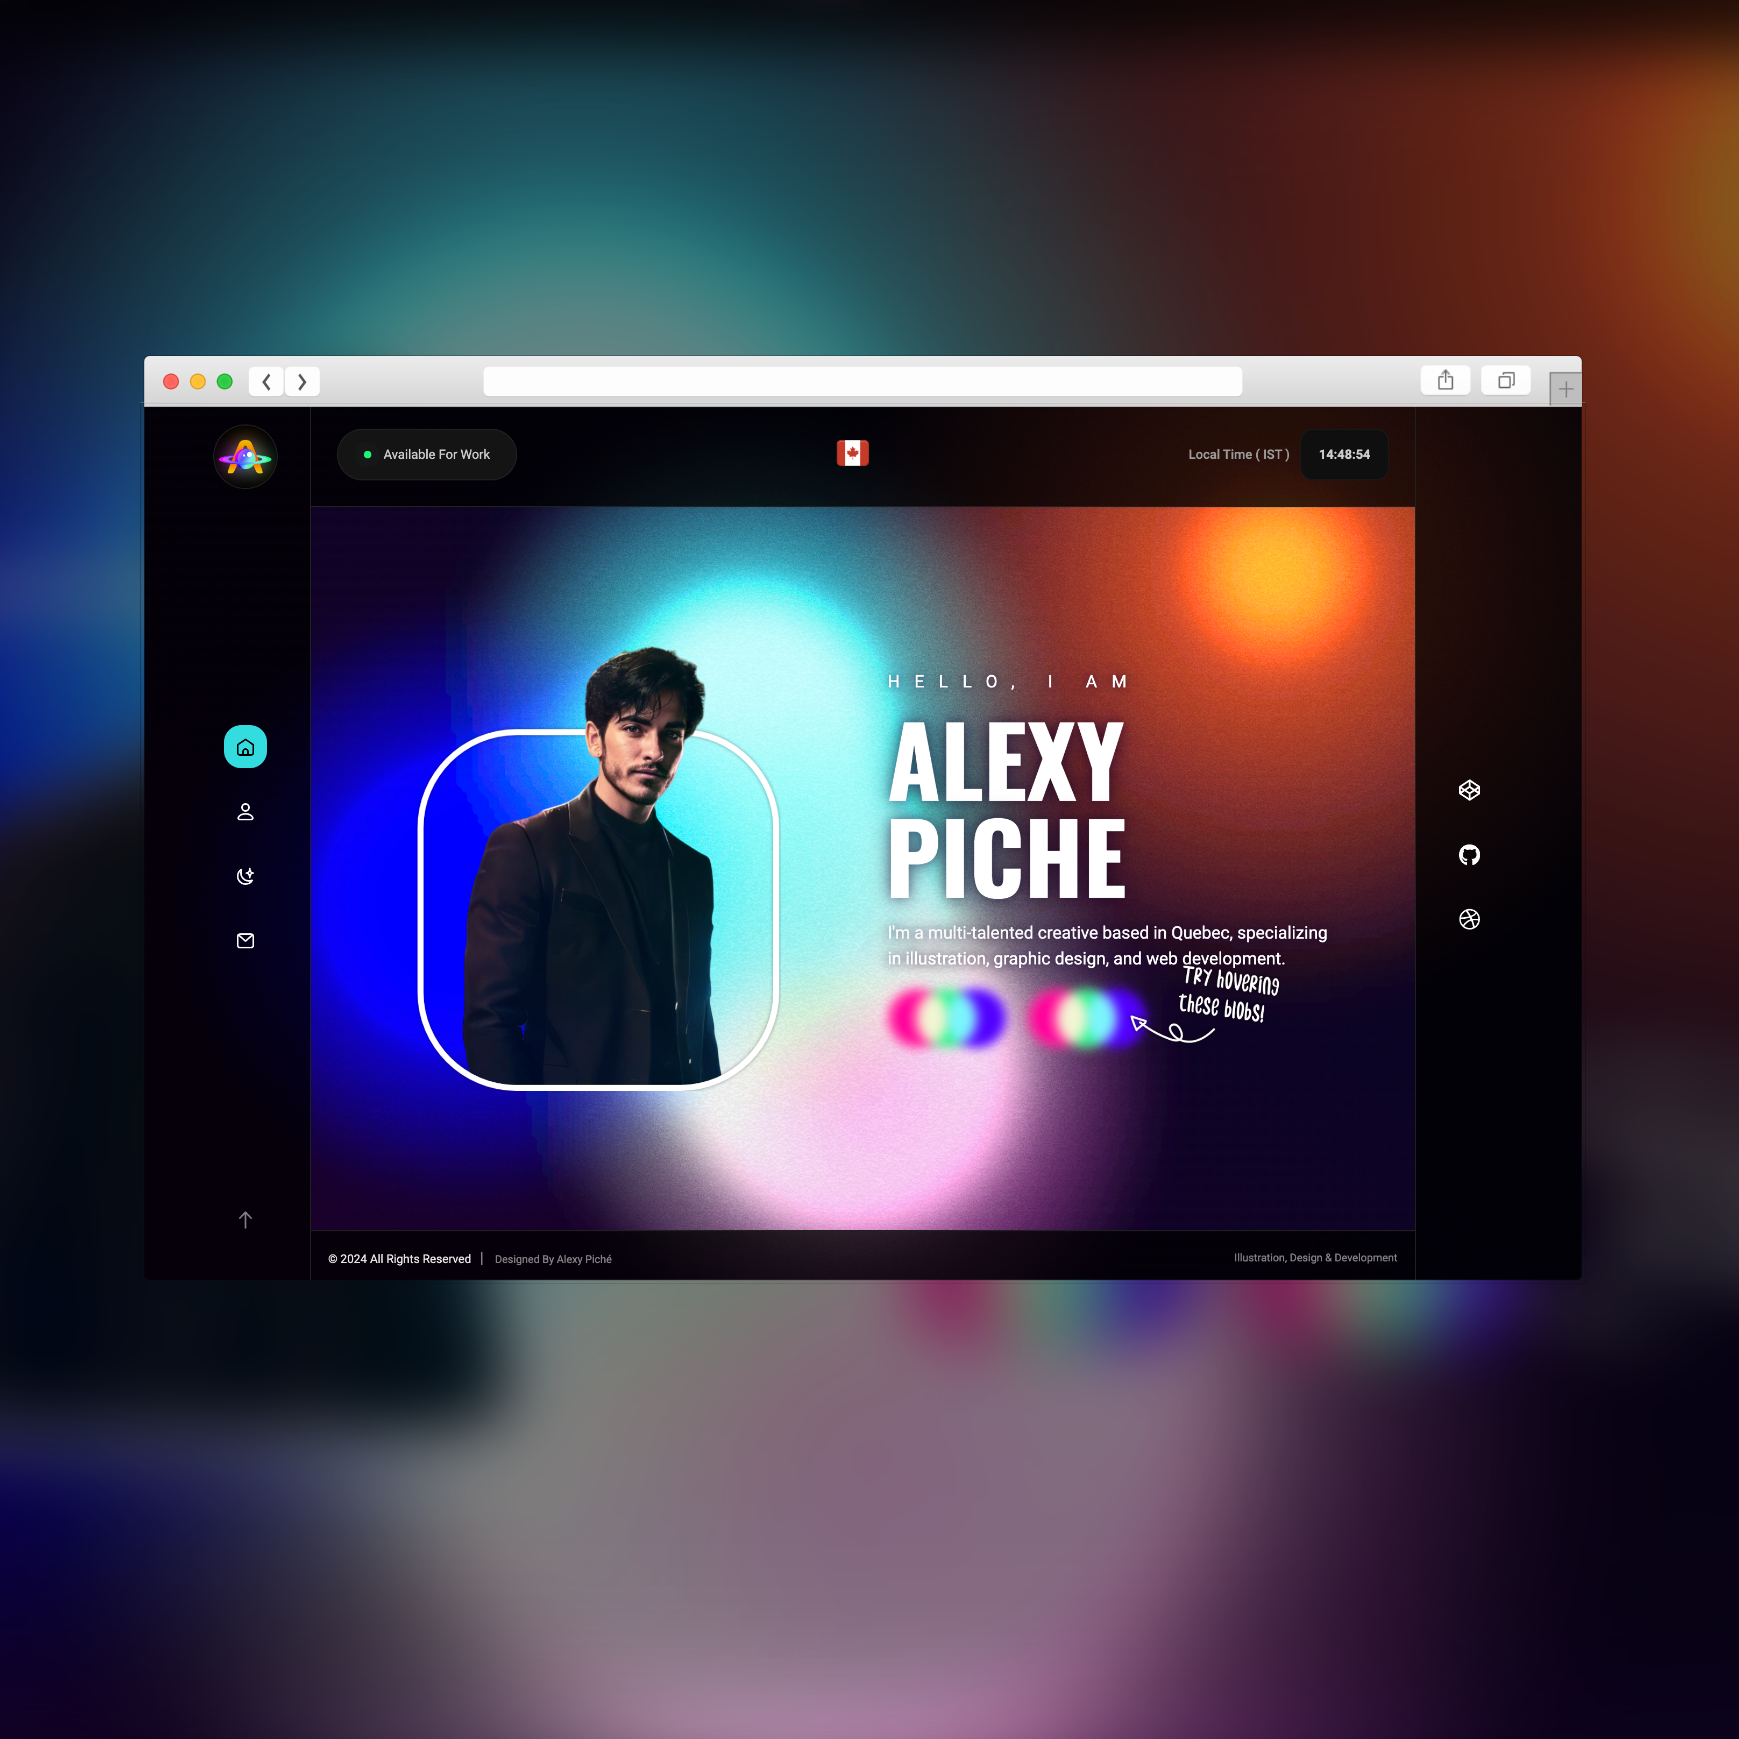 Available For Work
Local Time ( IST )
14:48:54
HELLO, I AM
ALEXY
PICHE
I'm a multi-talented creative based in Quebec, specializing
in illustration, graphic design, and web development.
TRY hovering
these blobs!
© 2024 All Rights Reserved | Designed By Alexy Piché
Illustration, Design & Development